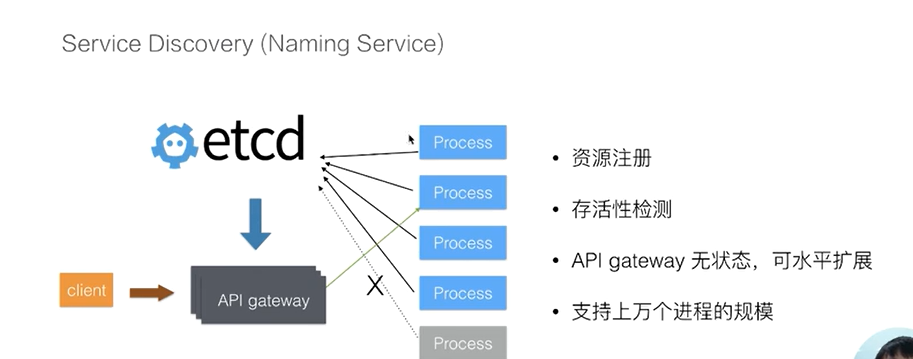 Service Discovery (Naming Service)
etcd
Process
Process
Process
Process
Process
client
API gateway
X
• 资源注册
• 存活性检测
• API gateway 无状态，可水平扩展
• 支持上万个进程的规模